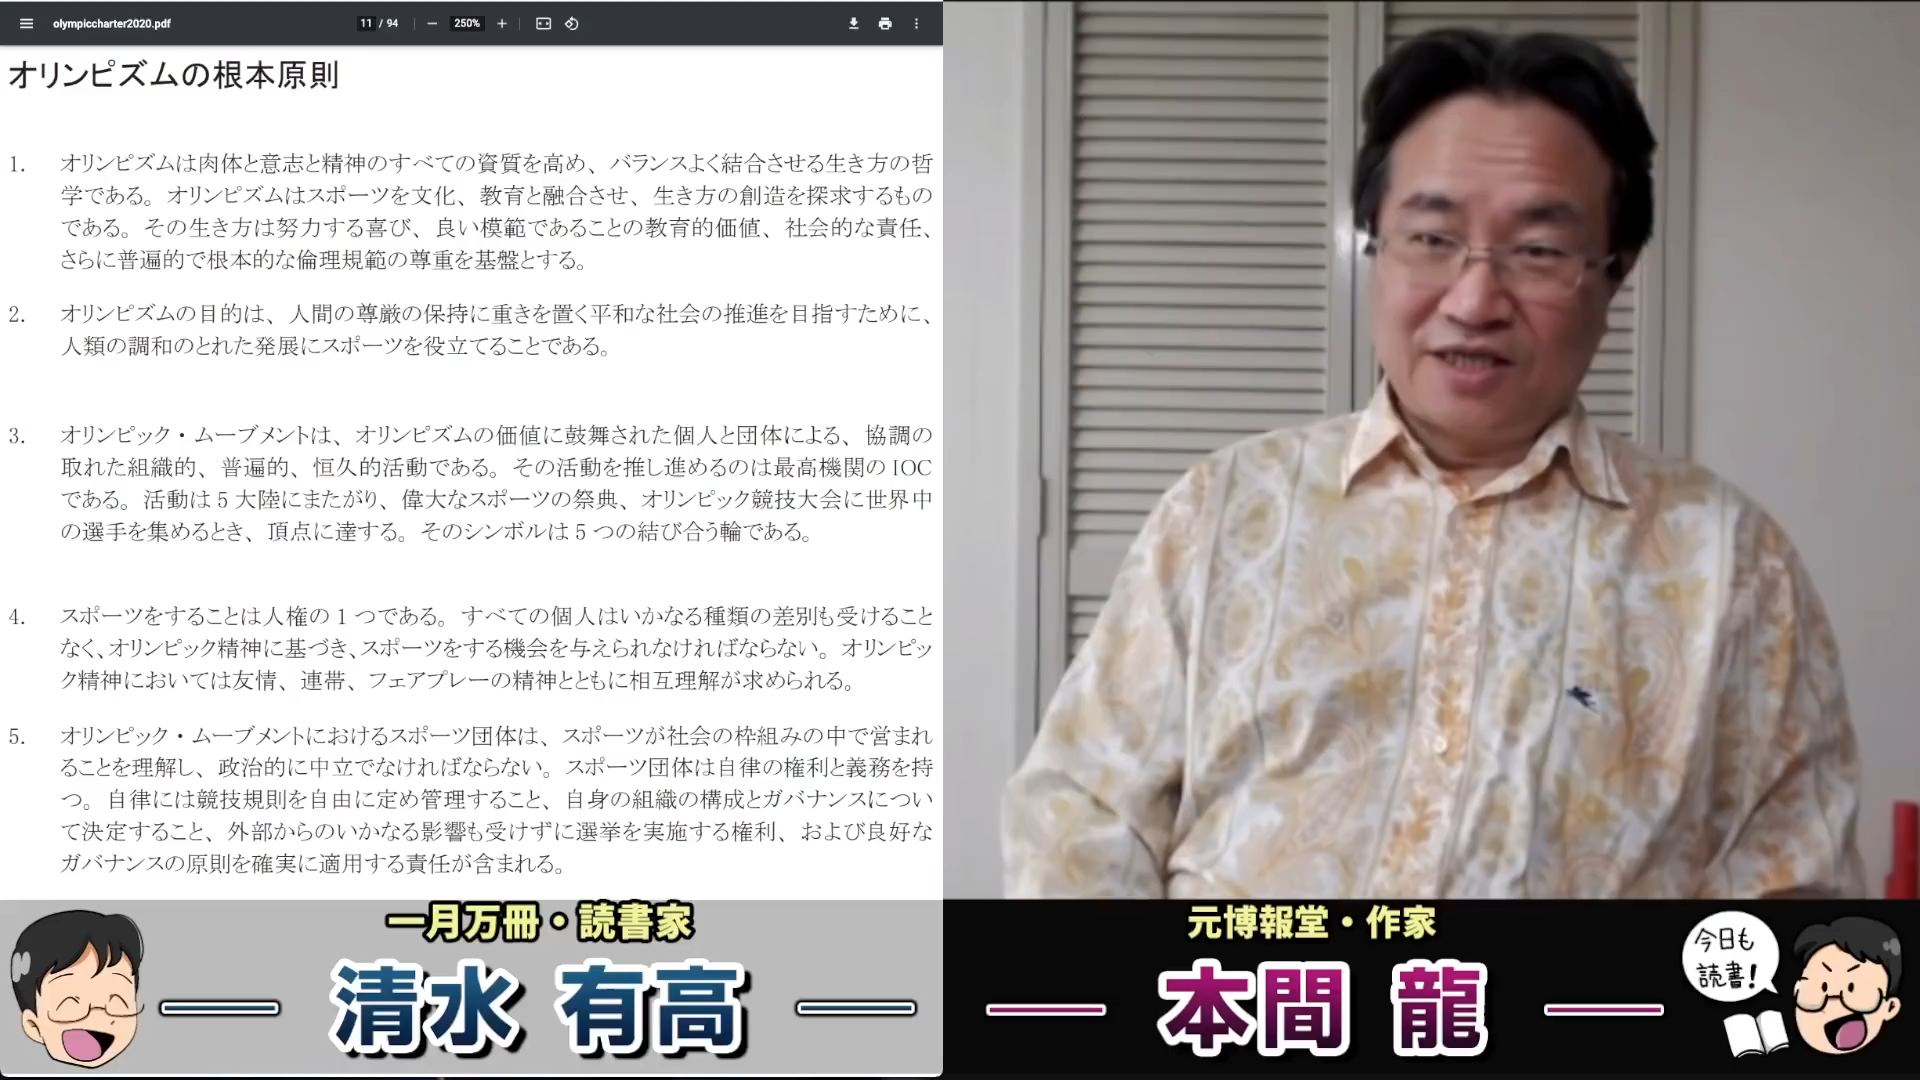 olympiccharter2020.pdf
11 / 94
250%
オリンピズムの根本原則
1. オリンピズムは肉体と意志と精神のすべての資質を高め、バランスよく結合させる生き方の哲
学である。オリンピズムはスポーツを文化、教育と融合させ、生き方の創造を探求するもの
である。その生き方は努力する喜び、良い模範であることの教育的価値、社会的な責任、
さらに普遍的で根本的な倫理規範の尊重を基盤とする。
2. オリンピズムの目的は、人間の尊厳の保持に重きを置く平和な社会の推進を目指すために、
人類の調和のとれた発展にスポーツを役立てることである。
3. オリンピック・ムーブメントは、オリンピズムの価値に鼓舞された個人と団体による、協調の
取れた組織的、普遍的、恒久的活動である。その活動を推し進めるのは最高機関の IOC
である。活動は 5 大陸にまたがり、偉大なスポーツの祭典、オリンピック競技大会に世界中
の選手を集めるとき、頂点に達する。そのシンボルは 5 つの結び合う輪である。
4. スポーツをすることは人権の 1 つである。すべての個人はいかなる種類の差別も受けること
なく、オリンピック精神に基づき、スポーツをする機会を与えられなければならない。オリンピッ
ク精神においては友情、連帯、フェアプレーの精神とともに相互理解が求められる。
5. オリンピック・ムーブメントにおけるスポーツ団体は、スポーツが社会の枠組みの中で営まれ
ることを理解し、政治的に中立でなければならない。スポーツ団体は自律の権利と義務を持
つ。自律には競技規則を自由に定め管理すること、自身の組織の構成とガバナンスについ
て決定すること、外部からのいかなる影響も受けずに選挙を実施する権利、および良好な
ガバナンスの原則を確実に適用する責任が含まれる。
一月万冊・読書家
清水 有高
元博報堂・作家
本間 龍
今日も
読書!